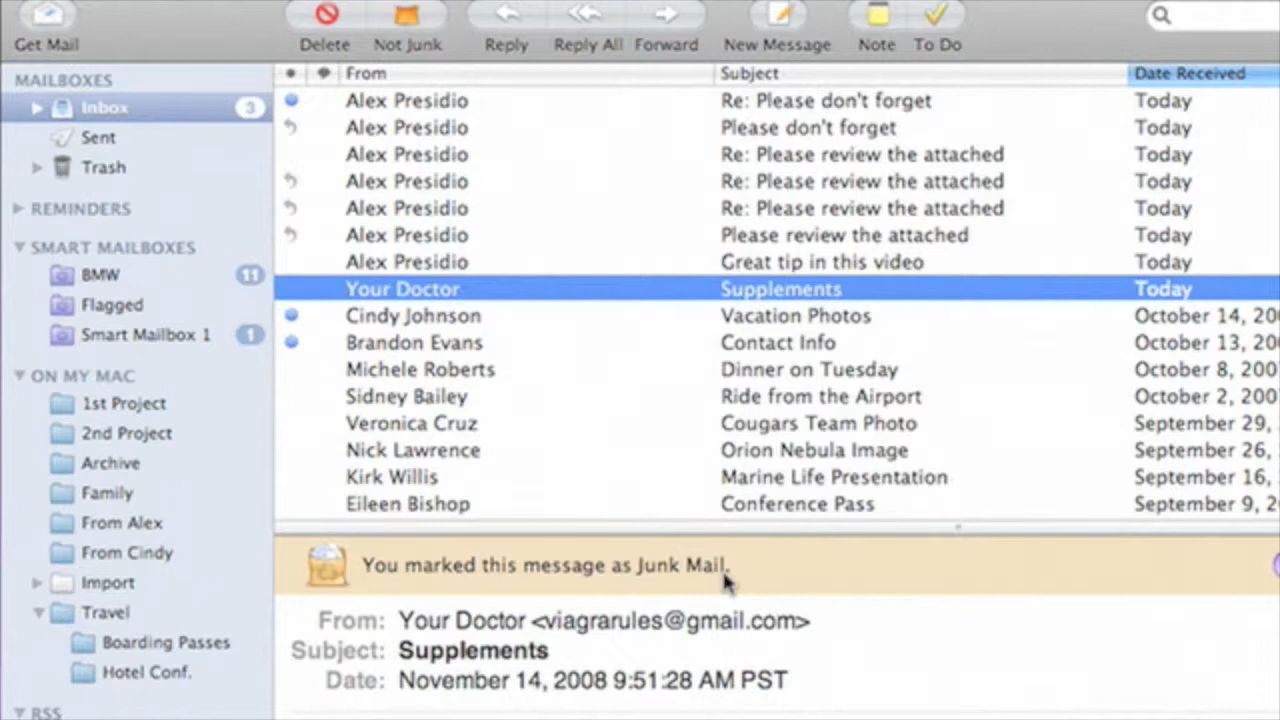 Get Mail Delete Not Junk Reply Reply All Forward New Message Note To Do
MAILBOXES
Inbox 3
Sent
Trash
REMINDERS
SMART MAILBOXES
BMW 11
Flagged
Smart Mailbox 1 1
ON MY MAC
1st Project
2nd Project
Archive
Family
From Alex
From Cindy
Import
Travel
Boarding Passes
Hotel Conf.
RSS
From Subject Date Received
Alex Presidio Re: Please don't forget Today
Alex Presidio Please don't forget Today
Alex Presidio Re: Please review the attached Today
Alex Presidio Re: Please review the attached Today
Alex Presidio Re: Please review the attached Today
Alex Presidio Please review the attached Today
Alex Presidio Great tip in this video Today
Your Doctor Supplements Today
Cindy Johnson Vacation Photos October 14, 200
Brandon Evans Contact Info October 13, 200
Michele Roberts Dinner on Tuesday October 8, 200
Sidney Bailey Ride from the Airport October 2, 200
Veronica Cruz Cougars Team Photo September 29,
Nick Lawrence Orion Nebula Image September 26,
Kirk Willis Marine Life Presentation September 16,
Eileen Bishop Conference Pass September 9, 20
You marked this message as Junk Mail.
From: Your Doctor <viagrarules@gmail.com>
Subject: Supplements
Date: November 14, 2008 9:51:28 AM PST